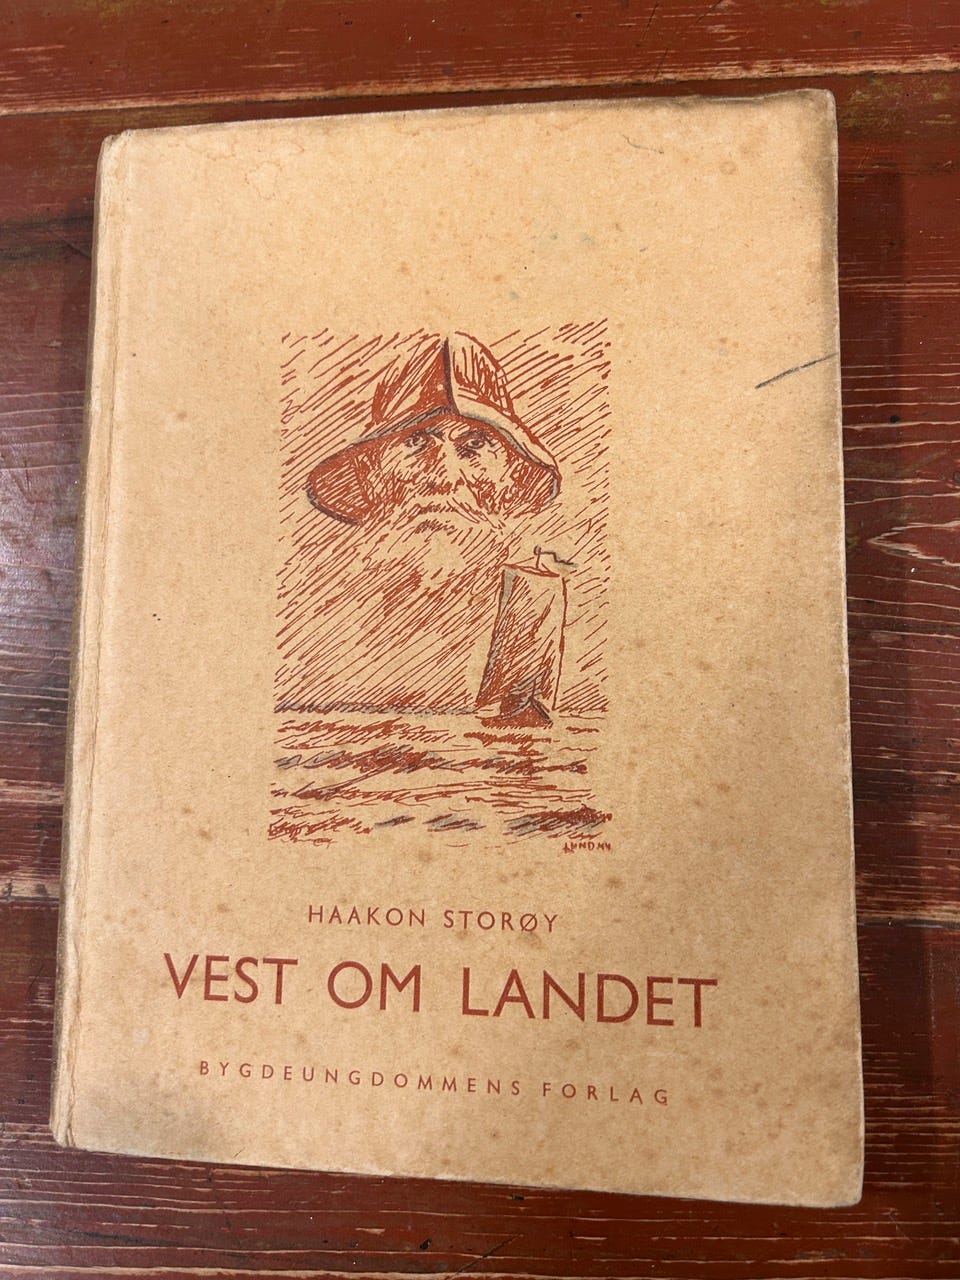 HAAKON STORØY
VEST OM LANDET
BYGDEUNGDOMMENS FORLAG